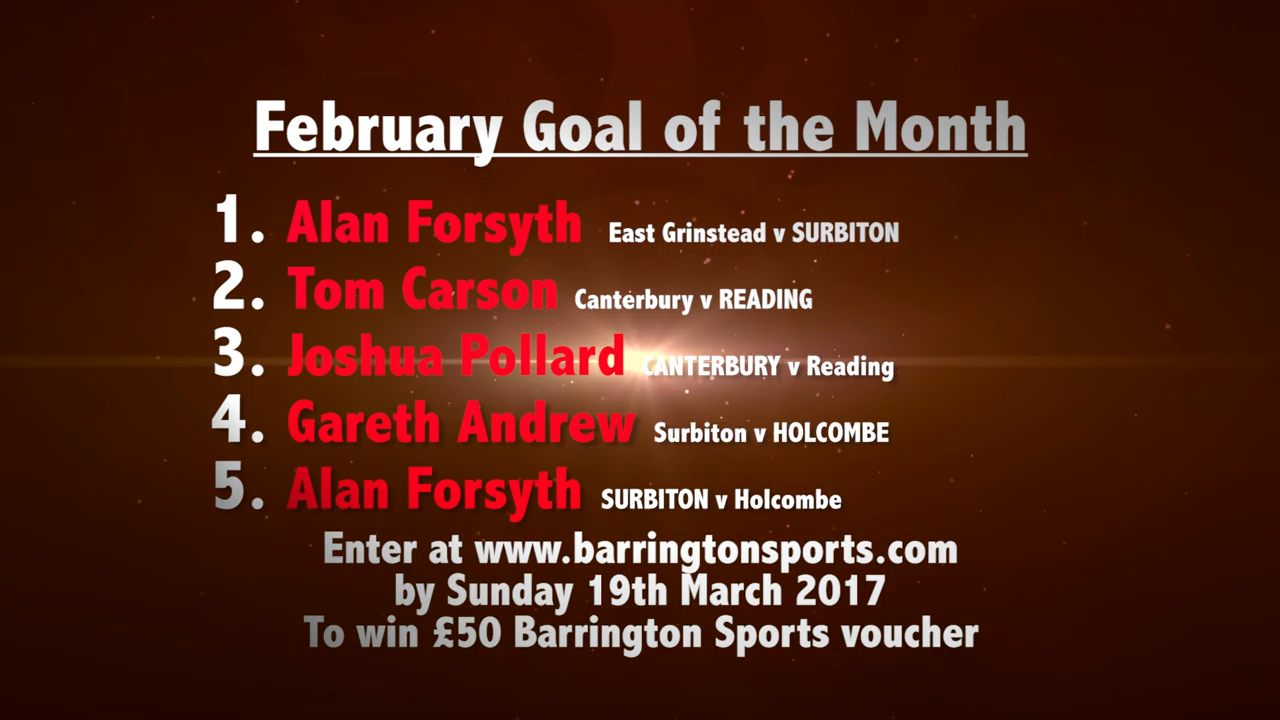 February Goal of the Month
1. Alan Forsyth East Grinstead v SURBITON
2. Tom Carson Canterbury v READING
3. Joshua Pollard CANTERBURY v Reading
4. Gareth Andrew Surbiton v HOLCOMBE
5. Alan Forsyth SURBITON v Holcombe
Enter at www.barringtonsports.com
by Sunday 19th March 2017
To win £50 Barrington Sports voucher